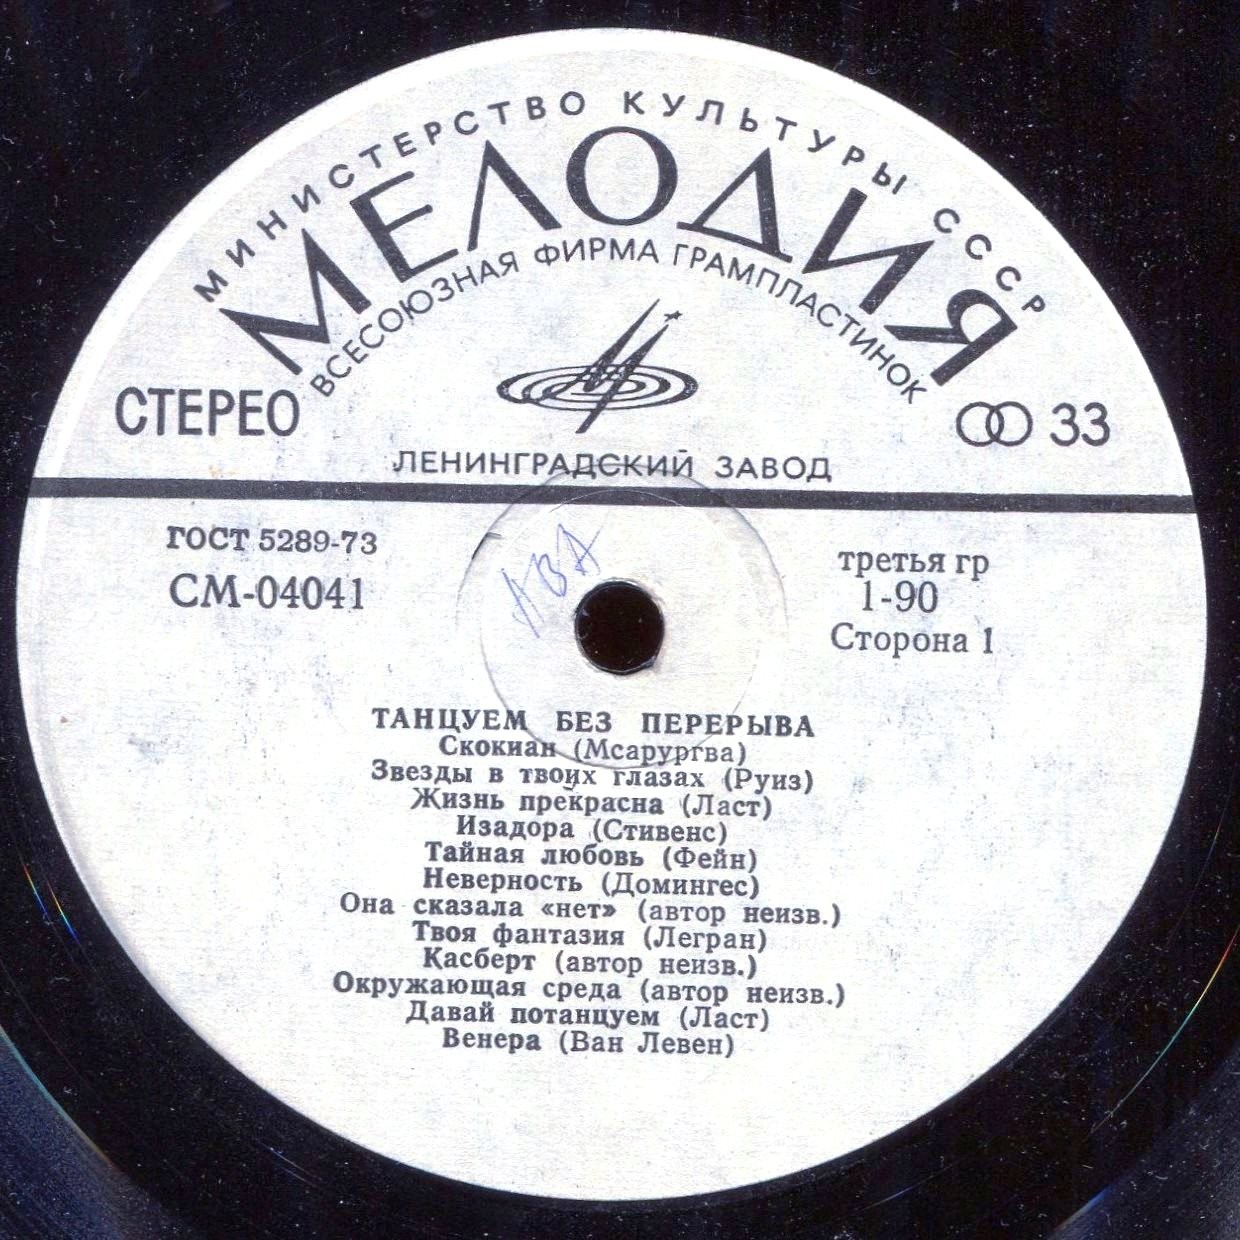 МИНИСТЕРСТВО КУЛЬТУРЫ СССР
МЕЛОДИЯ
ВСЕСОЮЗНАЯ ФИРМА ГРАМПЛАСТИНОК
СТЕРЕО
33
ЛЕНИНГРАДСКИЙ ЗАВОД
ГОСТ 5289-73
СМ-04041
АВА
третья гр
1-90
Сторона 1
ТАНЦУЕМ БЕЗ ПЕРЕРЫВА
Скокиан (Мсарургва)
Звезды в твоих глазах (Руиз)
Жизнь прекрасна (Ласт)
Изадора (Стивенс)
Тайная любовь (Фейн)
Неверность (Домингес)
Она сказала «нет» (автор неизв.)
Твоя фантазия (Легран)
Касберт (автор неизв.)
Окружающая среда (автор неизв.)
Давай потанцуем (Ласт)
Венера (Ван Левен)